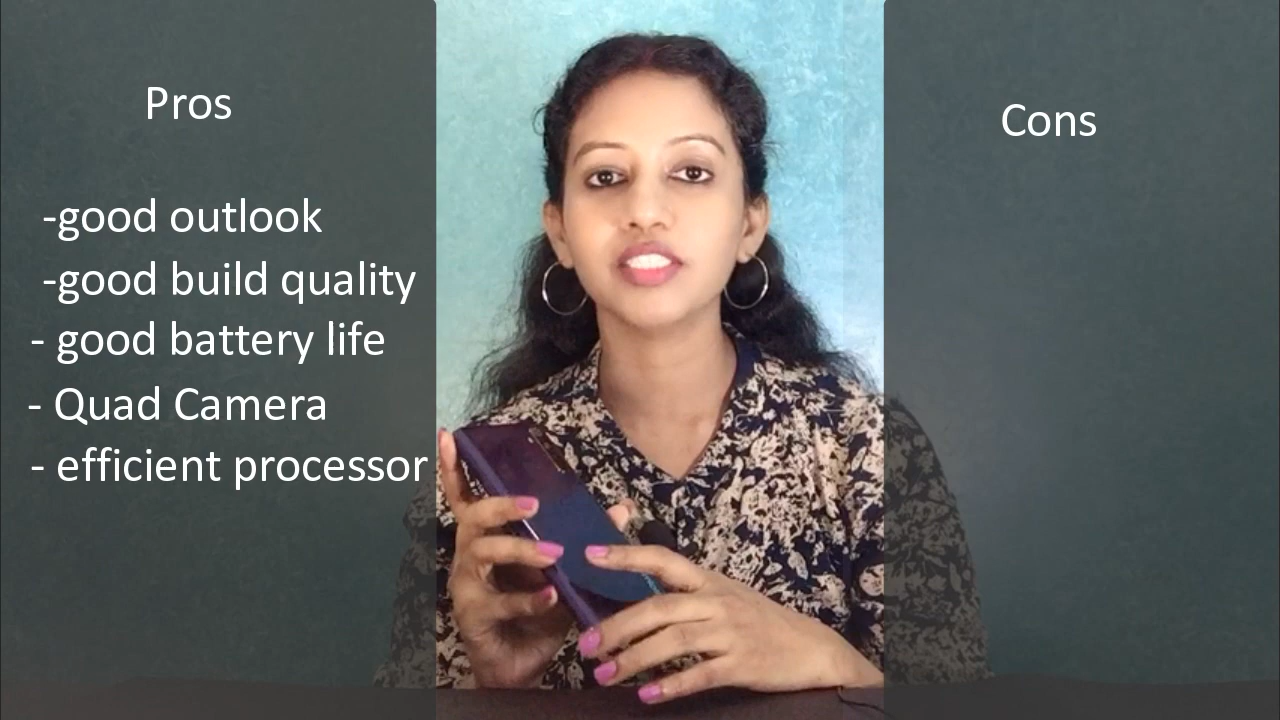 Pros
Cons
-good outlook
-good build quality
- good battery life
- Quad Camera
- efficient processor